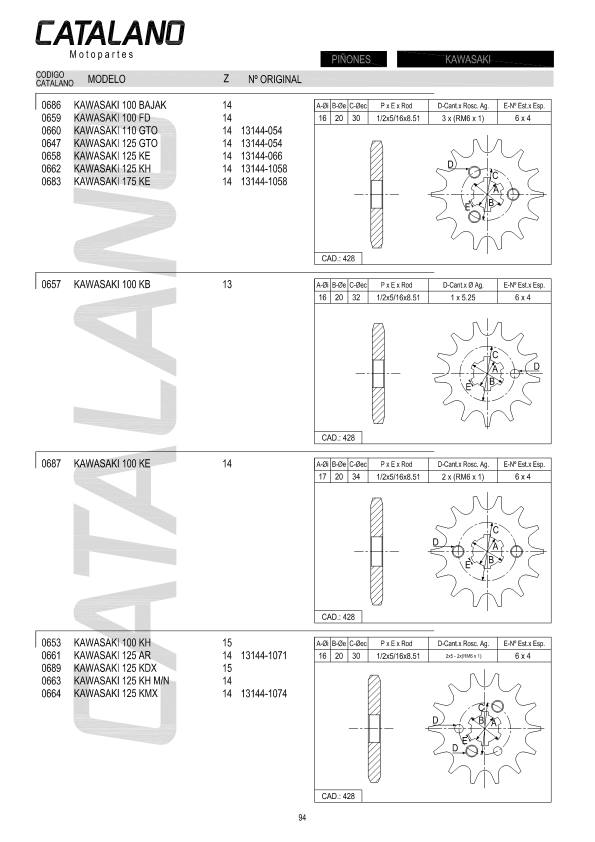 CATALANO
Motopartes
PIÑONES KAWASAKI
CODIGO CATALANO MODELO Z Nº ORIGINAL
0686 KAWASAKI 100 BAJAK 14
0659 KAWASAKI 100 FD 14
0660 KAWASAKI 110 GTO 14 13144-054
0647 KAWASAKI 125 GTO 14 13144-054
0658 KAWASAKI 125 KE 14 13144-066
0662 KAWASAKI 125 KH 14 13144-1058
0683 KAWASAKI 175 KE 14 13144-1058
A-Øi B-Øe C-Øec P x E x Rod D-Cant.x Rosc. Ag. E-Nº Est.x Esp.
16 20 30 1/2x5/16x8.51 3 x (RM6 x 1) 6 x 4
D
C
A
E
B
CAD.: 428
0657 KAWASAKI 100 KB 13
A-Øi B-Øe C-Øec P x E x Rod D-Cant.x Ø Ag. E-Nº Est.x Esp.
16 20 32 1/2x5/16x8.51 1 x 5.25 6 x 4
C
D
A
B
E
CAD.: 428
0687 KAWASAKI 100 KE 14
A-Øi B-Øe C-Øec P x E x Rod D-Cant.x Rosc. Ag. E-Nº Est.x Esp.
17 20 34 1/2x5/16x8.51 2 x (RM6 x 1) 6 x 4
C
D
A
B
E
CAD.: 428
0653 KAWASAKI 100 KH 15
0661 KAWASAKI 125 AR 14 13144-1071
0689 KAWASAKI 125 KDX 15
0663 KAWASAKI 125 KH M/N 14
0664 KAWASAKI 125 KMX 14 13144-1074
A-Øi B-Øe C-Øec P x E x Rod D-Cant.x Rosc. Ag. E-Nº Est.x Esp.
16 20 30 1/2x5/16x8.51 2x5 - 2x(RM6 x 1) 6 x 4
C
D
B
A
E
D
CAD.: 428
CATALANO
94